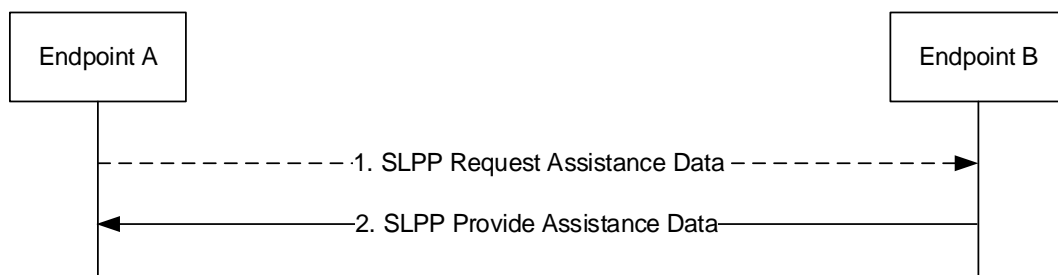 Endpoint A
Endpoint B
1. SLPP Request Assistance Data
2. SLPP Provide Assistance Data